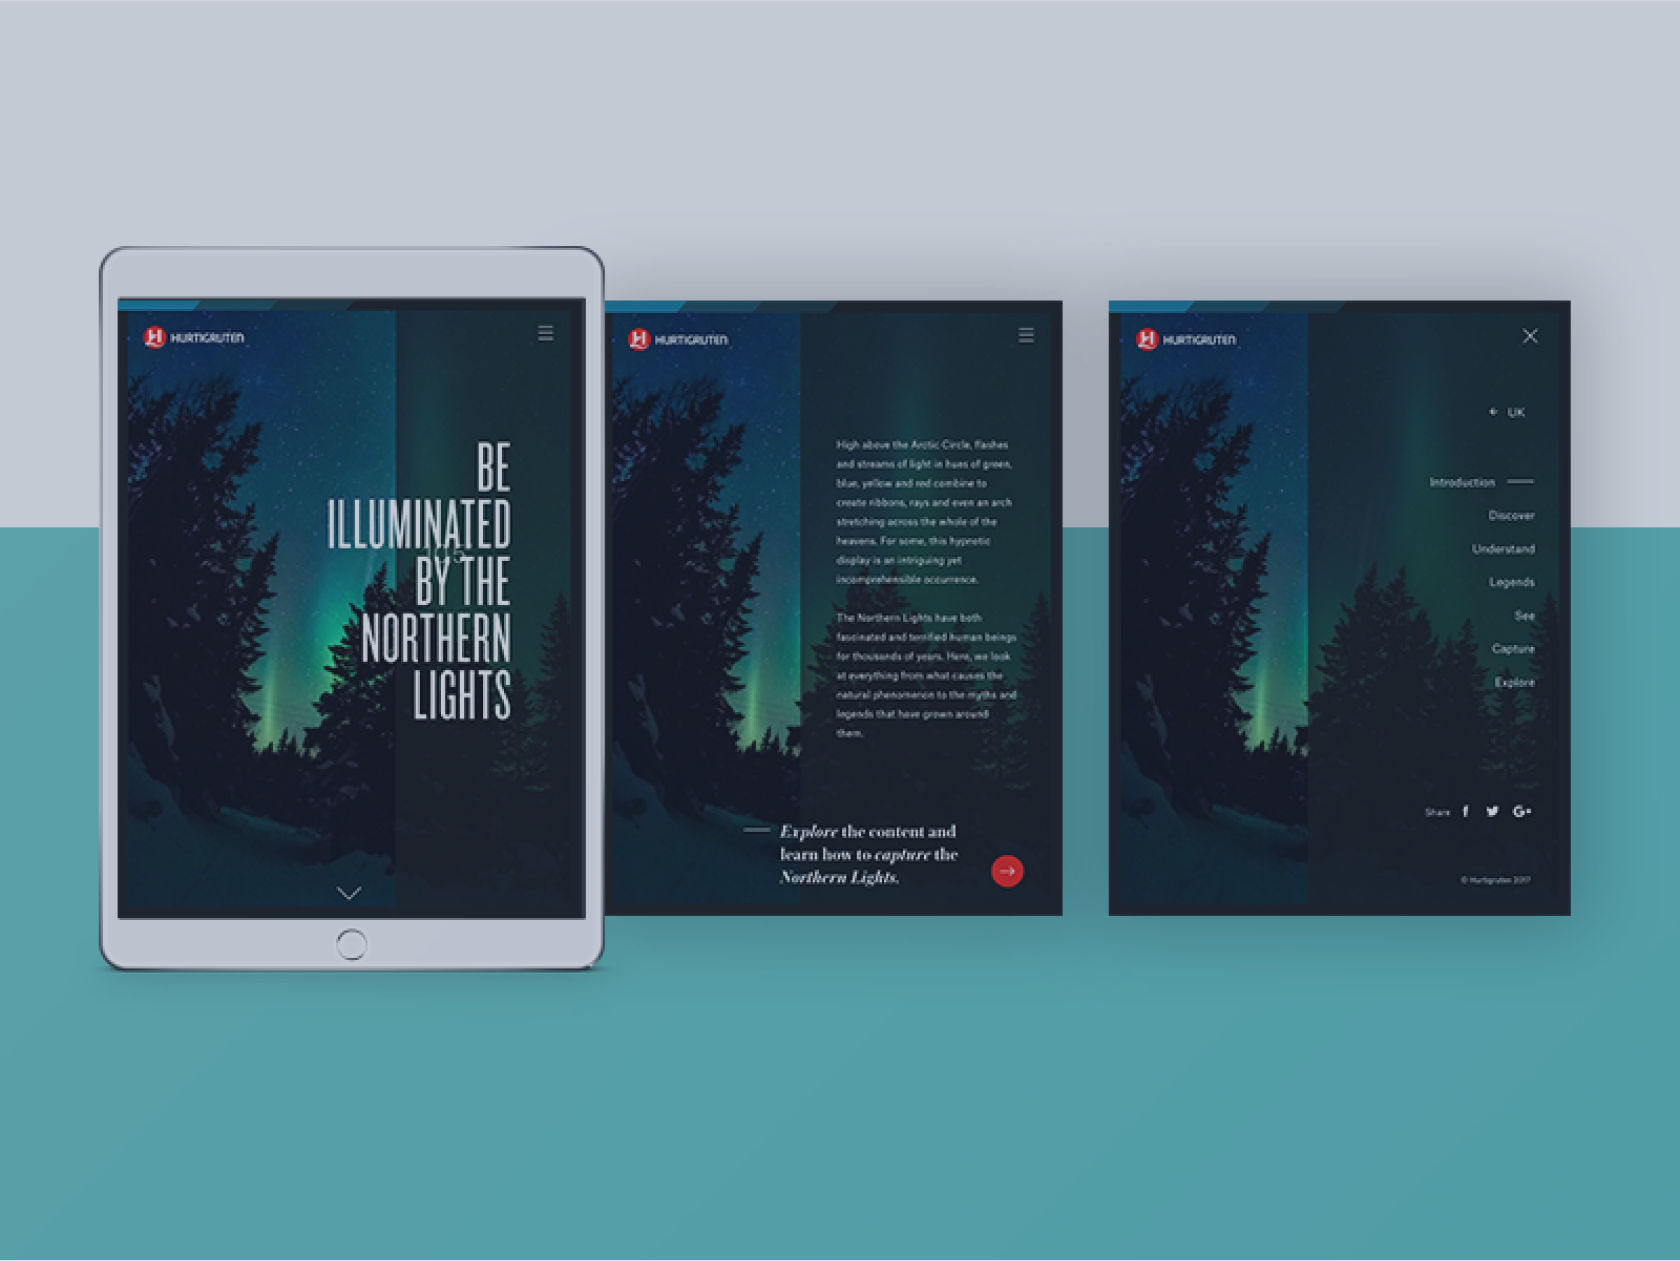 HURTIGRUTEN
BE
ILLUMINATED
BY THE
NORTHERN
LIGHTS
HURTIGRUTEN
High above the Arctic Circle, flashes
and streams of light in hues of green,
blue, yellow and red combine to
create ribbons, rays and even an arch
stretching across the whole of the
heavens. For some, this hypnotic
display is an intriguing yet
incomprehensible occurrence.
The Northern Lights have both
fascinated and terrified human beings
for thousands of years. Here, we look
at everything from what causes the
natural phenomenon to the myths and
legends that have grown around
them.
Explore the content and
learn how to capture the
Northern Lights.
HURTIGRUTEN
UK
Introduction
Discover
Understand
Legends
See
Capture
Explore
Share f G+
© Hurtigruten 2017